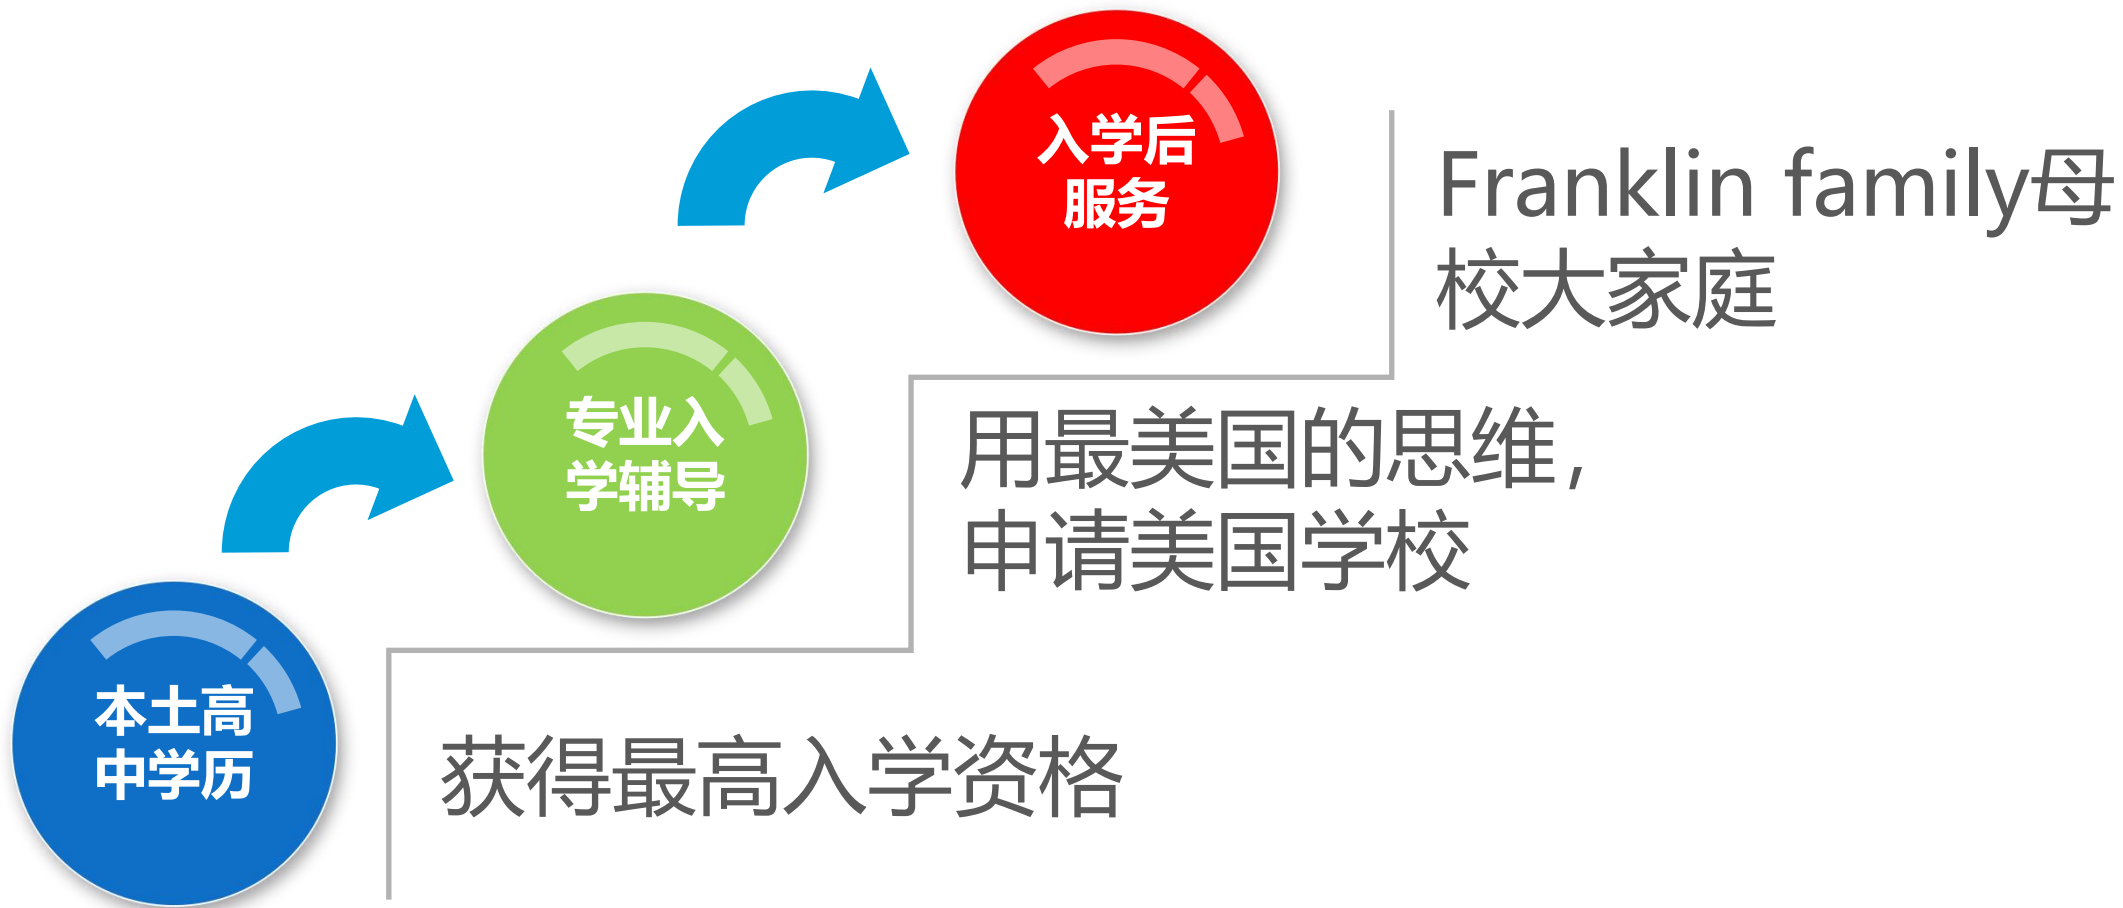 入学后
服务
Franklin family母
校大家庭
专业入
学辅导
用最美国的思维，
申请美国学校
本土高
中学历
获得最高入学资格